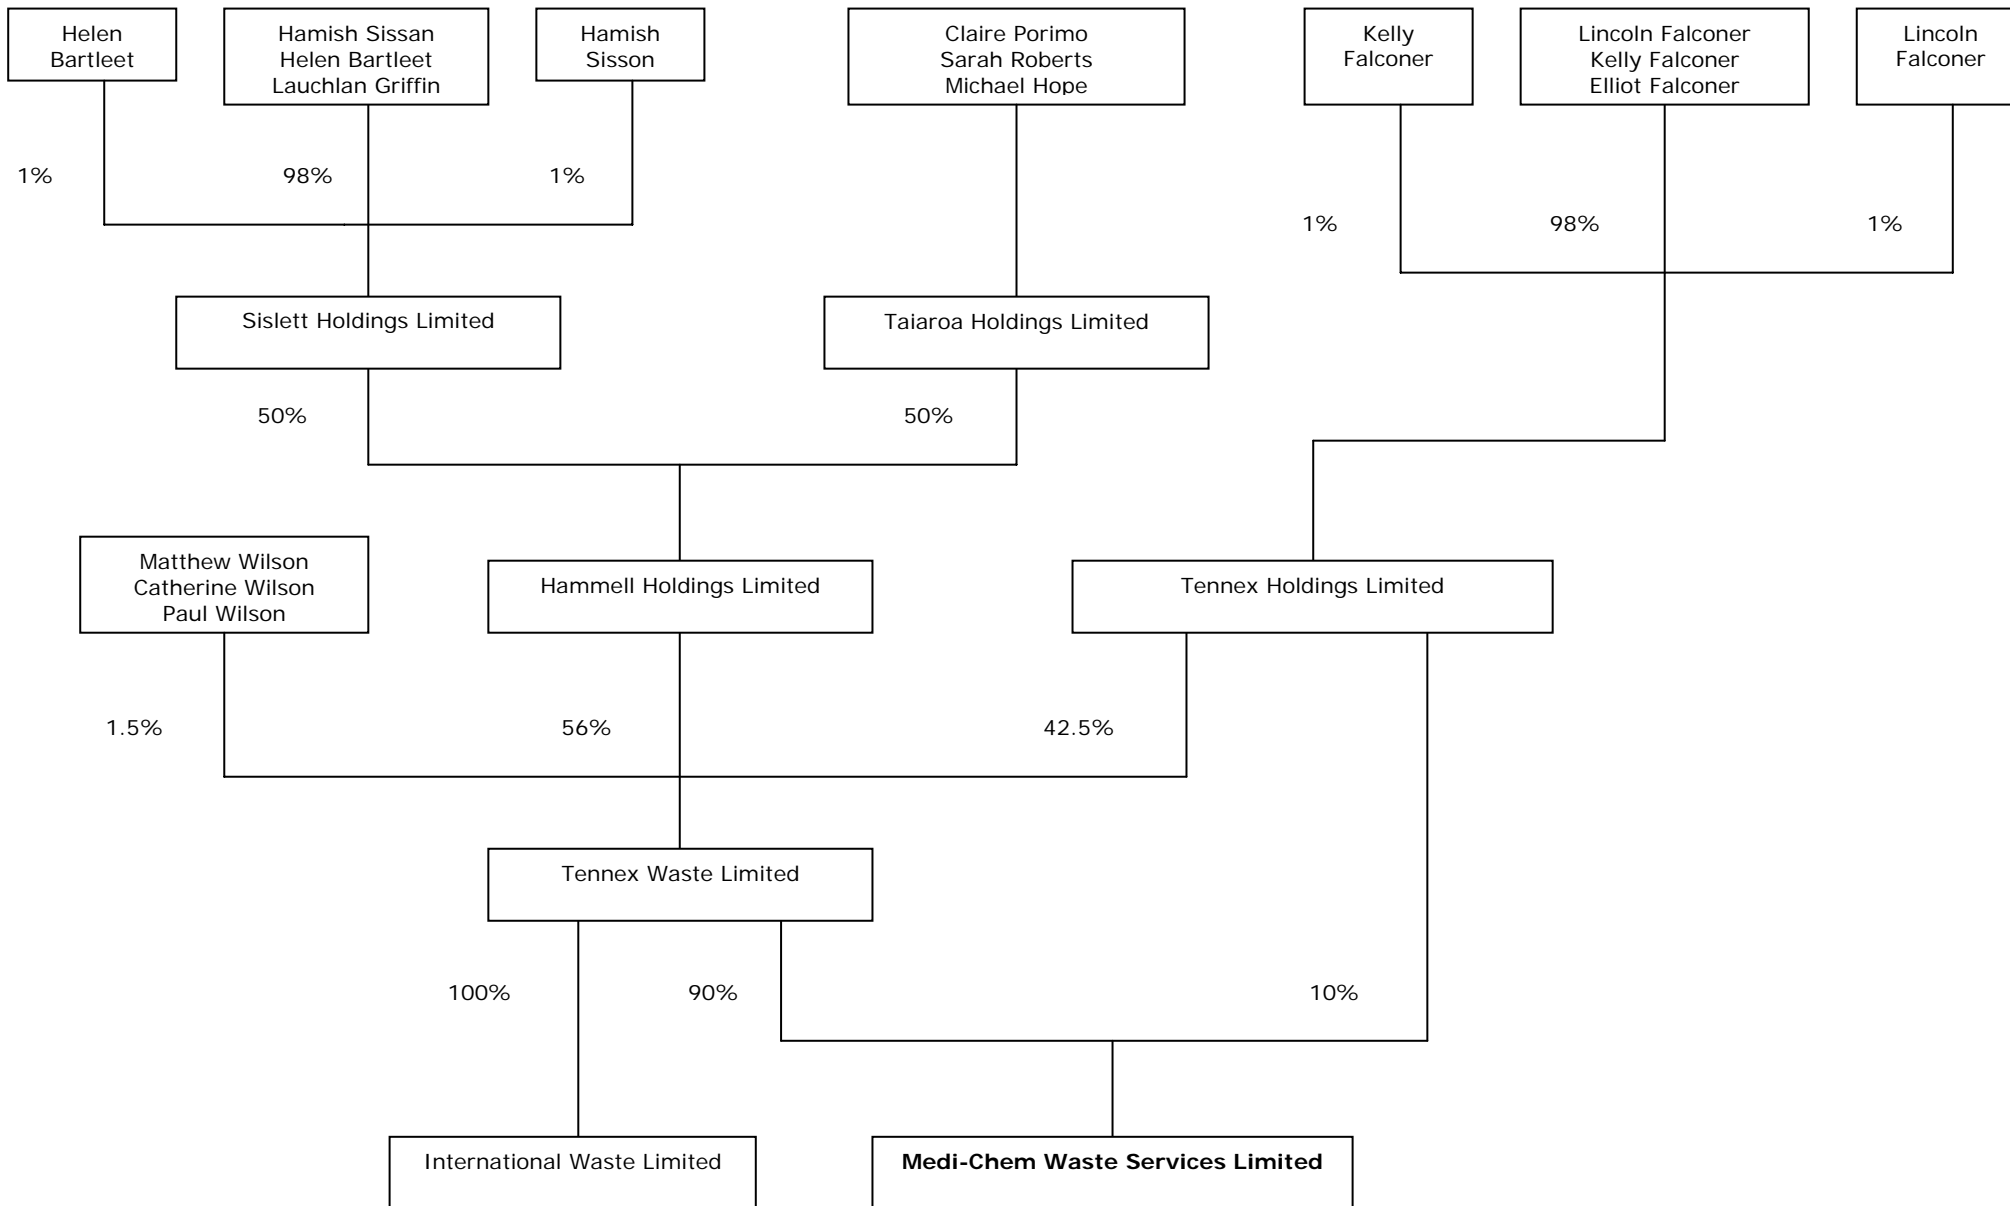 Helen
Bartleet
Hamish Sissan
Helen Bartleet
Lauchlan Griffin
Hamish
Sisson
Claire Porimo
Sarah Roberts
Michael Hope
Kelly
Falconer
Lincoln Falconer
Kelly Falconer
Elliot Falconer
Lincoln
Falconer
1%
98%
1%
1%
98%
1%
Sislett Holdings Limited
Taiaroa Holdings Limited
50%
50%
Matthew Wilson
Catherine Wilson
Paul Wilson
Hammell Holdings Limited
Tennex Holdings Limited
1.5%
56%
42.5%
Tennex Waste Limited
100%
90%
10%
International Waste Limited
Medi-Chem Waste Services Limited